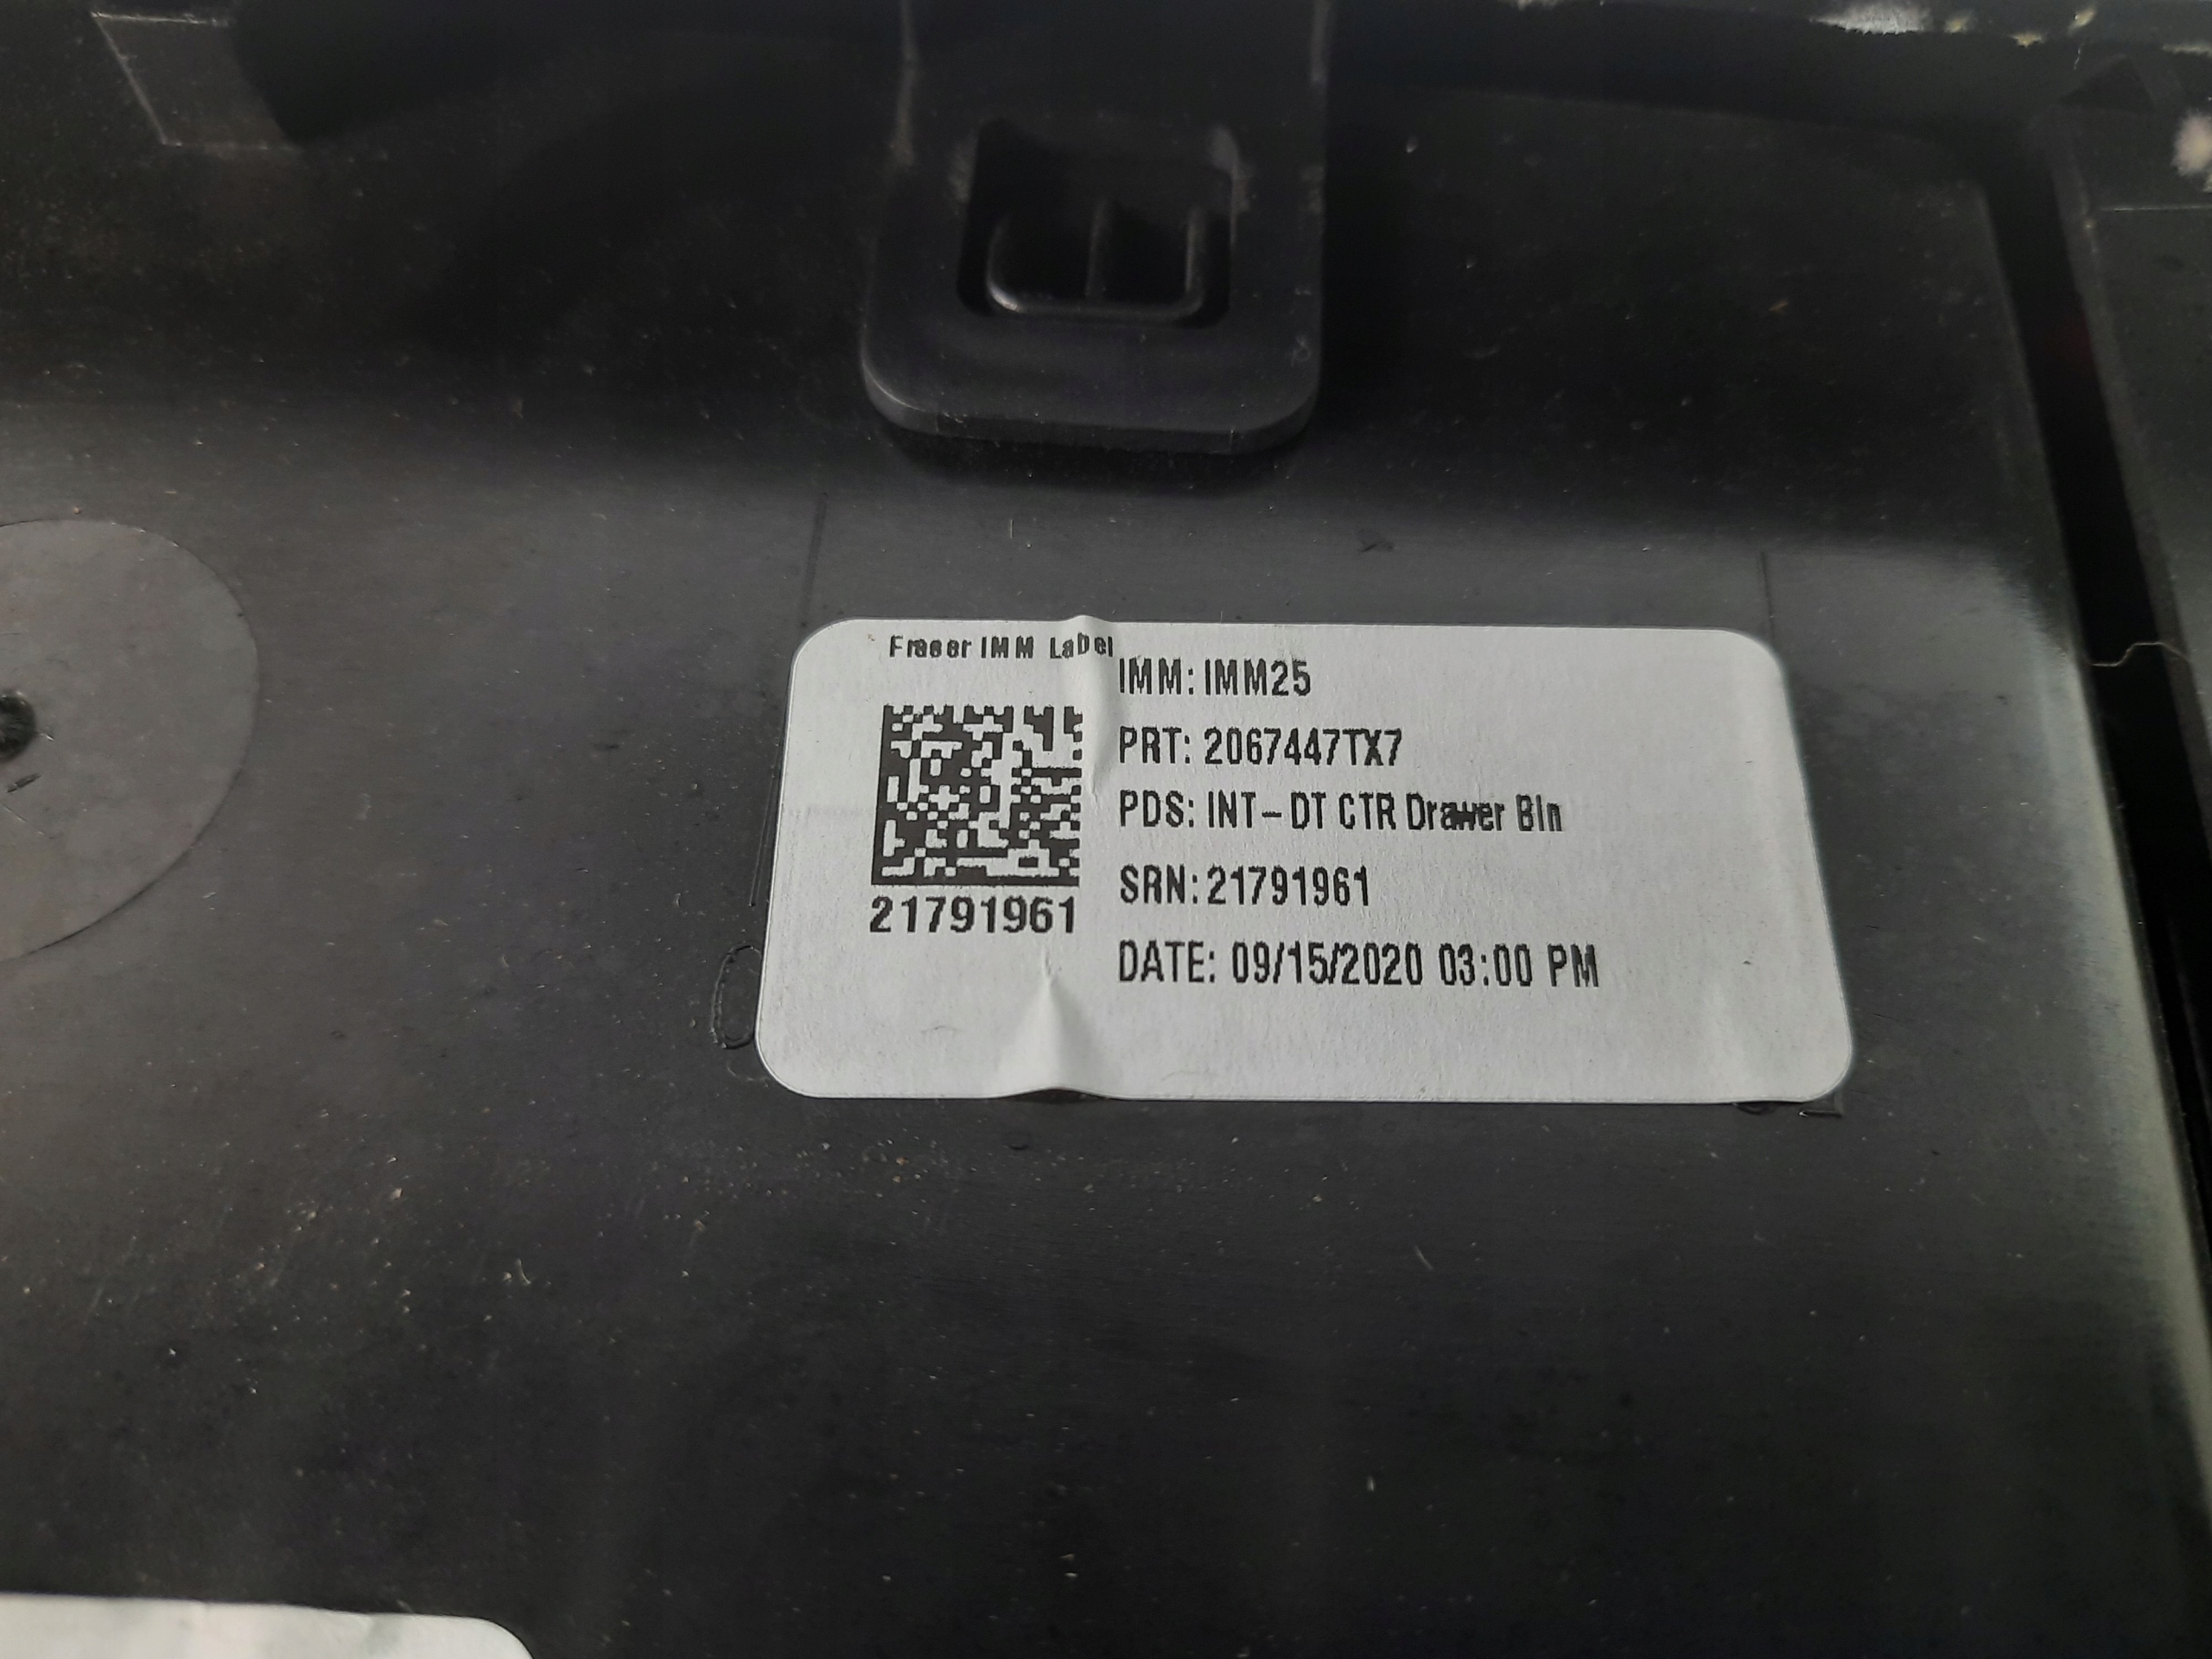 Fraser IMM Label
IMM: IMM25
PRT: 2067447TX7
PDS: INT-DT CTR Drawer Bin
SRN: 21791961
21791961
DATE: 09/15/2020 03:00 PM